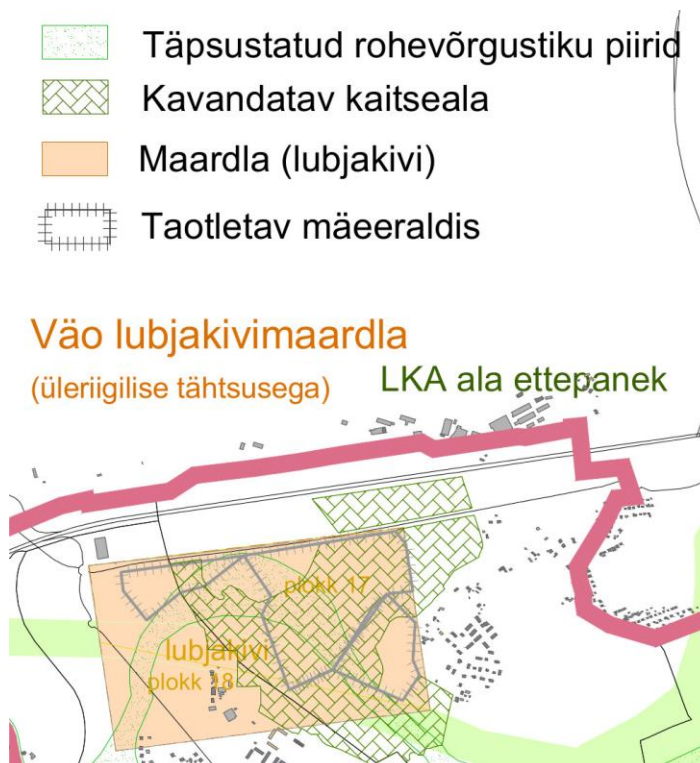 Täpsustatud rohevõrgustiku piirid
Kavandatav kaitseala
Maardla (lubjakivi)
Taotletav mäeeraldis
Väo lubjakivimaardla
(üleriigilise tähtsusega)
LKA ala ettepanek
plokk 17
lubjakivi
plokk 18